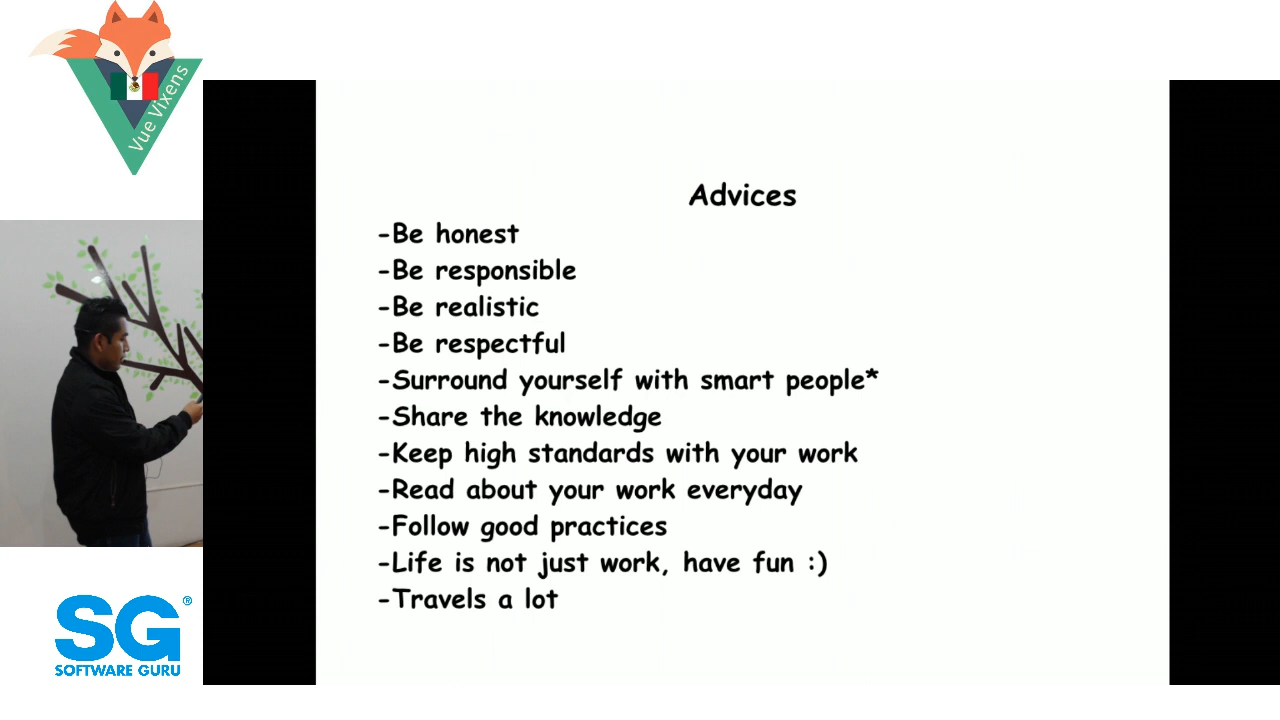 Vue Vixens
Advices
-Be honest
-Be responsible
-Be realistic
-Be respectful
-Surround yourself with smart people*
-Share the knowledge
-Keep high standards with your work
-Read about your work everyday
-Follow good practices
-Life is not just work, have fun :)
-Travels a lot
SG®
SOFTWARE GURU